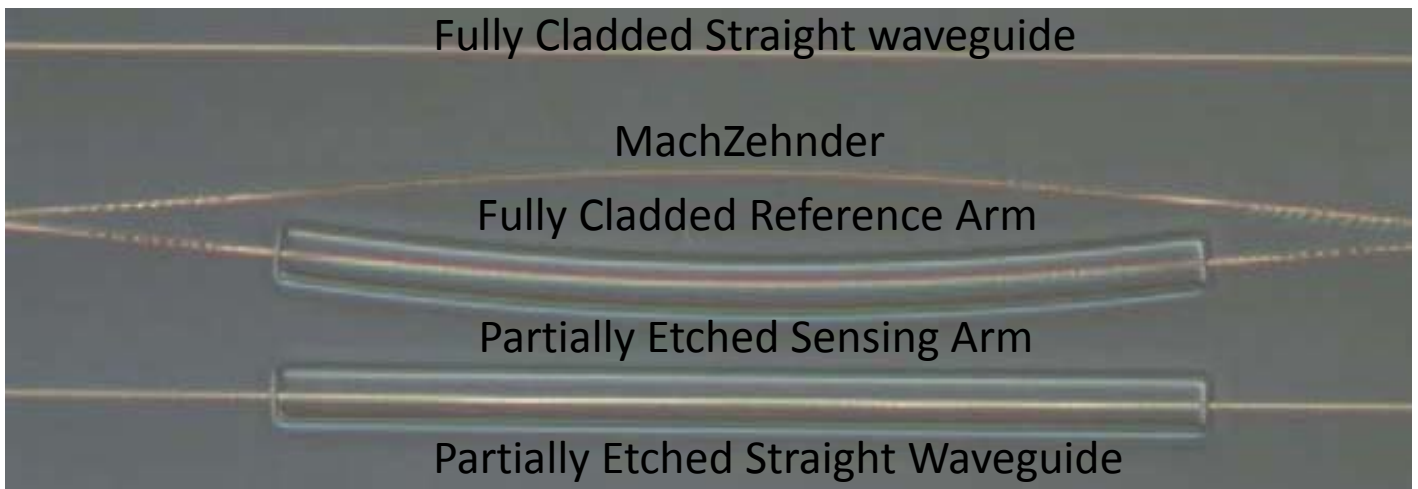 Fully Cladded Straight waveguide
MachZehnder
Fully Cladded Reference Arm
Partially Etched Sensing Arm
Partially Etched Straight Waveguide